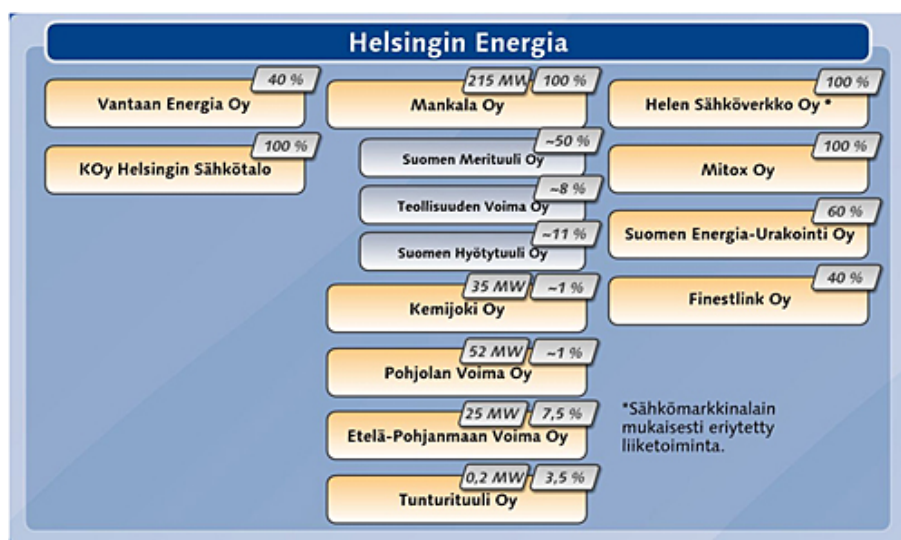 Helsingin Energia
40 %
Vantaan Energia Oy
100 %
KOy Helsingin Sähkötalo
215 MW 100 %
Mankala Oy
~50 %
Suomen Merituuli Oy
~8 %
Teollisuuden Voima Oy
~11 %
Suomen Hyötytuuli Oy
35 MW ~1 %
Kemijoki Oy
52 MW ~1 %
Pohjolan Voima Oy
25 MW 7,5 %
Etelä-Pohjanmaan Voima Oy
0,2 MW 3,5 %
Tunturituuli Oy
100 %
Helen Sähköverkko Oy *
100 %
Mitox Oy
60 %
Suomen Energia-Urakointi Oy
40 %
Finestlink Oy
*Sähkömarkkinalain
mukaisesti eriytetty
liiketoiminta.